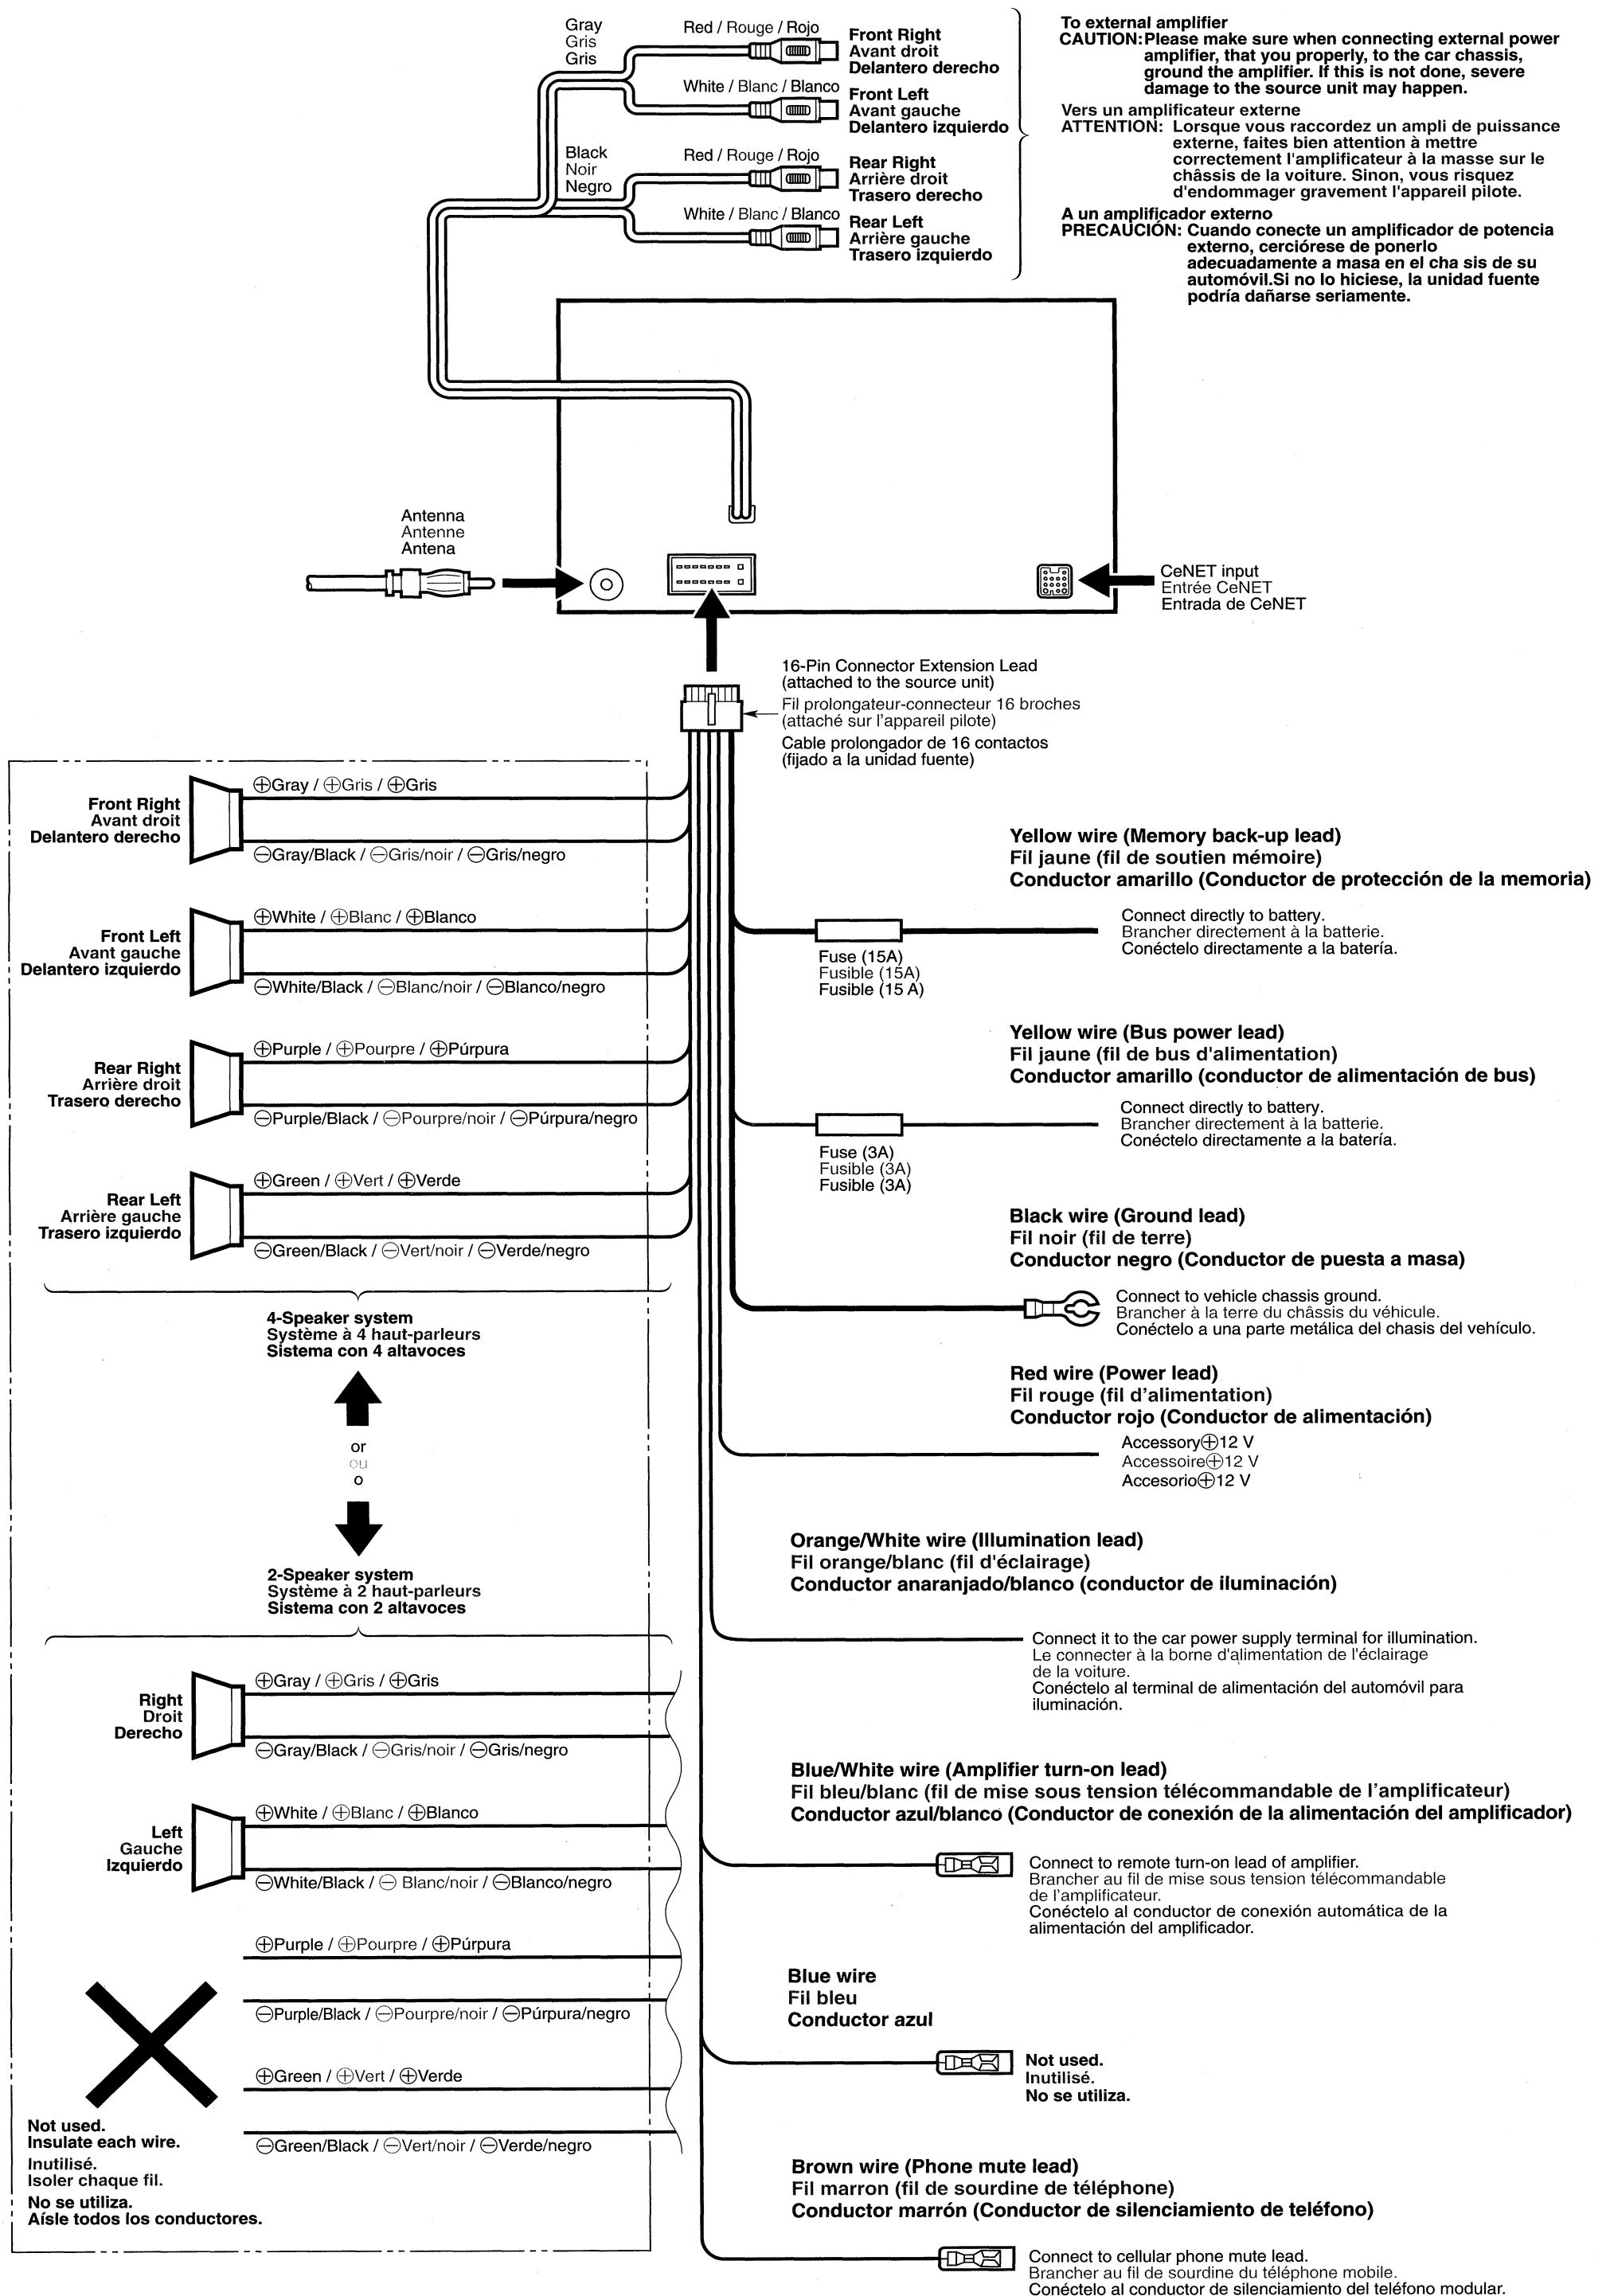 Gray
Gris
Gris
Red / Rouge / Rojo
Front Right
Avant droit
Delantero derecho
White / Blanc / Blanco
Front Left
Avant gauche
Delantero izquierdo
Black
Noir
Negro
Red / Rouge / Rojo
Rear Right
Arrière droit
Trasero derecho
White / Blanc / Blanco
Rear Left
Arrière gauche
Trasero izquierdo
To external amplifier
CAUTION: Please make sure when connecting external power
amplifier, that you properly, to the car chassis,
ground the amplifier. If this is not done, severe
damage to the source unit may happen.
Vers un amplificateur externe
ATTENTION: Lorsque vous raccordez un ampli de puissance
externe, faites bien attention à mettre
correctement l'amplificateur à la masse sur le
châssis de la voiture. Sinon, vous risquez
d'endommager gravement l'appareil pilote.
A un amplificador externo
PRECAUCIÓN: Cuando conecte un amplificador de potencia
externo, cerciórese de ponerlo
adecuadamente a masa en el cha sis de su
automóvil.Si no lo hiciese, la unidad fuente
podría dañarse seriamente.
Antenna
Antenne
Antena
CeNET input
Entrée CeNET
Entrada de CeNET
16-Pin Connector Extension Lead
(attached to the source unit)
Fil prolongateur-connecteur 16 broches
(attaché sur l'appareil pilote)
Cable prolongador de 16 contactos
(fijado a la unidad fuente)
Front Right
Avant droit
Delantero derecho
⊕Gray / ⊕Gris / ⊕Gris
⊖Gray/Black / ⊖Gris/noir / ⊖Gris/negro
Front Left
Avant gauche
Delantero izquierdo
⊕White / ⊕Blanc / ⊕Blanco
⊖White/Black / ⊖Blanc/noir / ⊖Blanco/negro
Rear Right
Arrière droit
Trasero derecho
⊕Purple / ⊕Pourpre / ⊕Púrpura
⊖Purple/Black / ⊖Pourpre/noir / ⊖Púrpura/negro
Rear Left
Arrière gauche
Trasero izquierdo
⊕Green / ⊕Vert / ⊕Verde
⊖Green/Black / ⊖Vert/noir / ⊖Verde/negro
4-Speaker system
Système à 4 haut-parleurs
Sistema con 4 altavoces
or
ou
o
2-Speaker system
Système à 2 haut-parleurs
Sistema con 2 altavoces
Right
Droit
Derecho
⊕Gray / ⊕Gris / ⊕Gris
⊖Gray/Black / ⊖Gris/noir / ⊖Gris/negro
Left
Gauche
Izquierdo
⊕White / ⊕Blanc / ⊕Blanco
⊖White/Black / ⊖ Blanc/noir / ⊖Blanco/negro
⊕Purple / ⊕Pourpre / ⊕Púrpura
⊖Purple/Black / ⊖Pourpre/noir / ⊖Púrpura/negro
⊕Green / ⊕Vert / ⊕Verde
⊖Green/Black / ⊖Vert/noir / ⊖Verde/negro
Not used.
Insulate each wire.
Inutilisé.
Isoler chaque fil.
No se utiliza.
Aísle todos los conductores.
Yellow wire (Memory back-up lead)
Fil jaune (fil de soutien mémoire)
Conductor amarillo (Conductor de protección de la memoria)
Connect directly to battery.
Brancher directement à la batterie.
Conéctelo directamente a la batería.
Fuse (15A)
Fusible (15A)
Fusible (15 A)
Yellow wire (Bus power lead)
Fil jaune (fil de bus d'alimentation)
Conductor amarillo (conductor de alimentación de bus)
Connect directly to battery.
Brancher directement à la batterie.
Conéctelo directamente a la batería.
Fuse (3A)
Fusible (3A)
Fusible (3A)
Black wire (Ground lead)
Fil noir (fil de terre)
Conductor negro (Conductor de puesta a masa)
Connect to vehicle chassis ground.
Brancher à la terre du châssis du véhicule.
Conéctelo a una parte metálica del chasis del vehículo.
Red wire (Power lead)
Fil rouge (fil d'alimentation)
Conductor rojo (Conductor de alimentación)
Accessory⊕12 V
Accessoire⊕12 V
Accesorio⊕12 V
Orange/White wire (Illumination lead)
Fil orange/blanc (fil d'éclairage)
Conductor anaranjado/blanco (conductor de iluminación)
Connect it to the car power supply terminal for illumination.
Le connecter à la borne d'alimentation de l'éclairage
de la voiture.
Conéctelo al terminal de alimentación del automóvil para
iluminación.
Blue/White wire (Amplifier turn-on lead)
Fil bleu/blanc (fil de mise sous tension télécommandable de l'amplificateur)
Conductor azul/blanco (Conductor de conexión de la alimentación del amplificador)
Connect to remote turn-on lead of amplifier.
Brancher au fil de mise sous tension télécommandable
de l'amplificateur.
Conéctelo al conductor de conexión automática de la
alimentación del amplificador.
Blue wire
Fil bleu
Conductor azul
Not used.
Inutilisé.
No se utiliza.
Brown wire (Phone mute lead)
Fil marron (fil de sourdine de téléphone)
Conductor marrón (Conductor de silenciamiento de teléfono)
Connect to cellular phone mute lead.
Brancher au fil de sourdine du téléphone mobile.
Conéctelo al conductor de silenciamiento del teléfono modular.